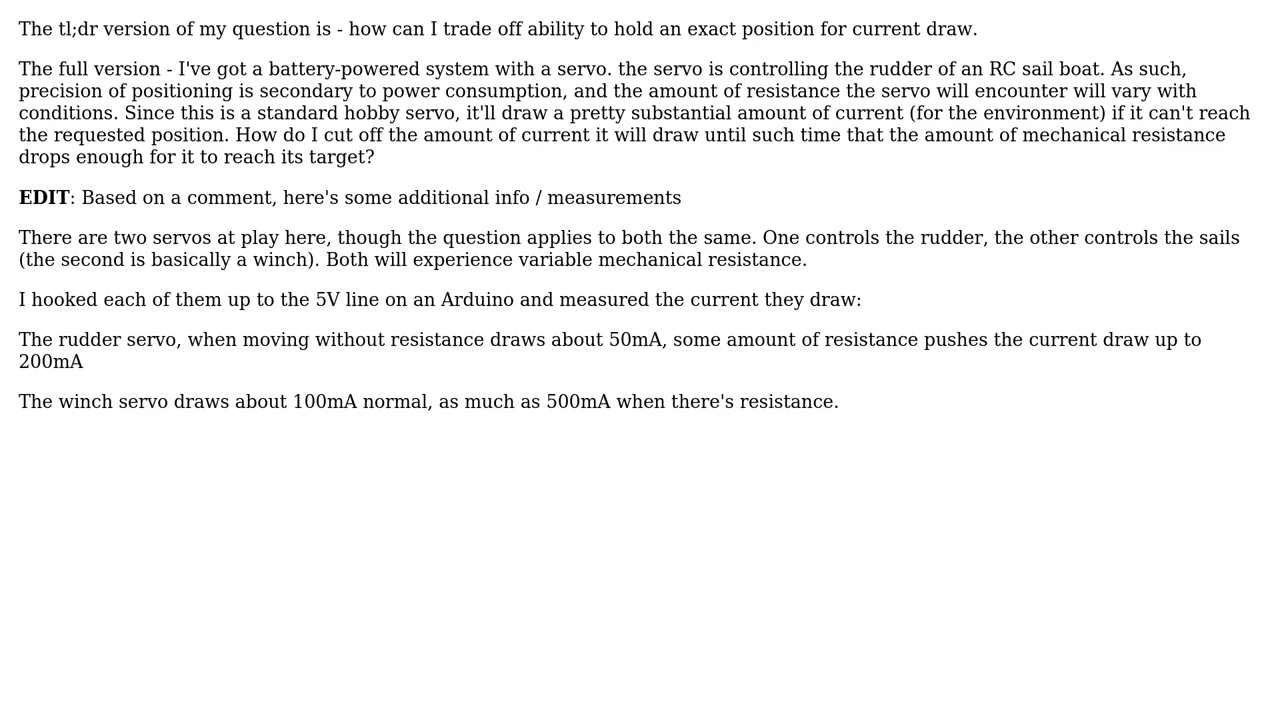 The tl;dr version of my question is - how can I trade off ability to hold an exact position for current draw.
The full version - I've got a battery-powered system with a servo. the servo is controlling the rudder of an RC sail boat. As such,
precision of positioning is secondary to power consumption, and the amount of resistance the servo will encounter will vary with
conditions. Since this is a standard hobby servo, it'll draw a pretty substantial amount of current (for the environment) if it can't reach
the requested position. How do I cut off the amount of current it will draw until such time that the amount of mechanical resistance
drops enough for it to reach its target?
EDIT: Based on a comment, here's some additional info / measurements
There are two servos at play here, though the question applies to both the same. One controls the rudder, the other controls the sails
(the second is basically a winch). Both will experience variable mechanical resistance.
I hooked each of them up to the 5V line on an Arduino and measured the current they draw:
The rudder servo, when moving without resistance draws about 50mA, some amount of resistance pushes the current draw up to
200mA
The winch servo draws about 100mA normal, as much as 500mA when there's resistance.